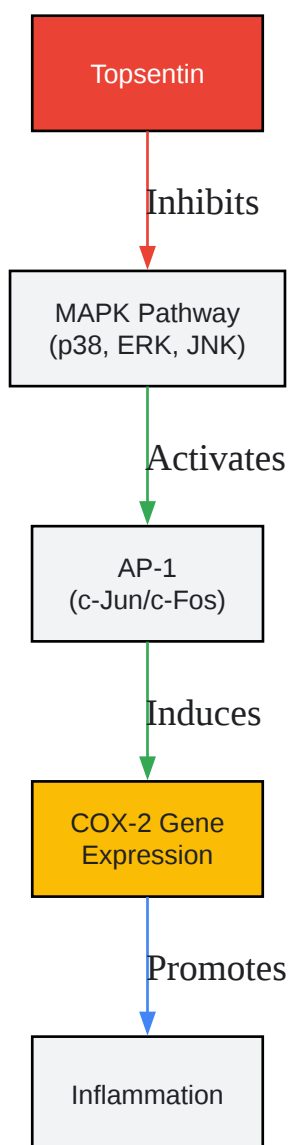 Topsentin
Inhibits
MAPK Pathway
(p38, ERK, JNK)
Activates
AP-1
(c-Jun/c-Fos)
Induces
COX-2 Gene
Expression
Promotes
Inflammation